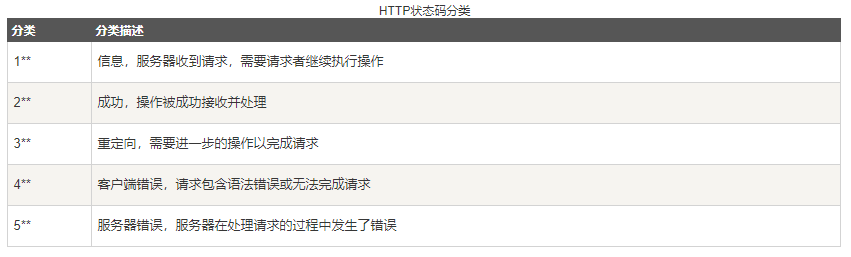 HTTP状态码分类
分类 分类描述
1** 信息，服务器收到请求，需要请求者继续执行操作
2** 成功，操作被成功接收并处理
3** 重定向，需要进一步的操作以完成请求
4** 客户端错误，请求包含语法错误或无法完成请求
5** 服务器错误，服务器在处理请求的过程中发生了错误